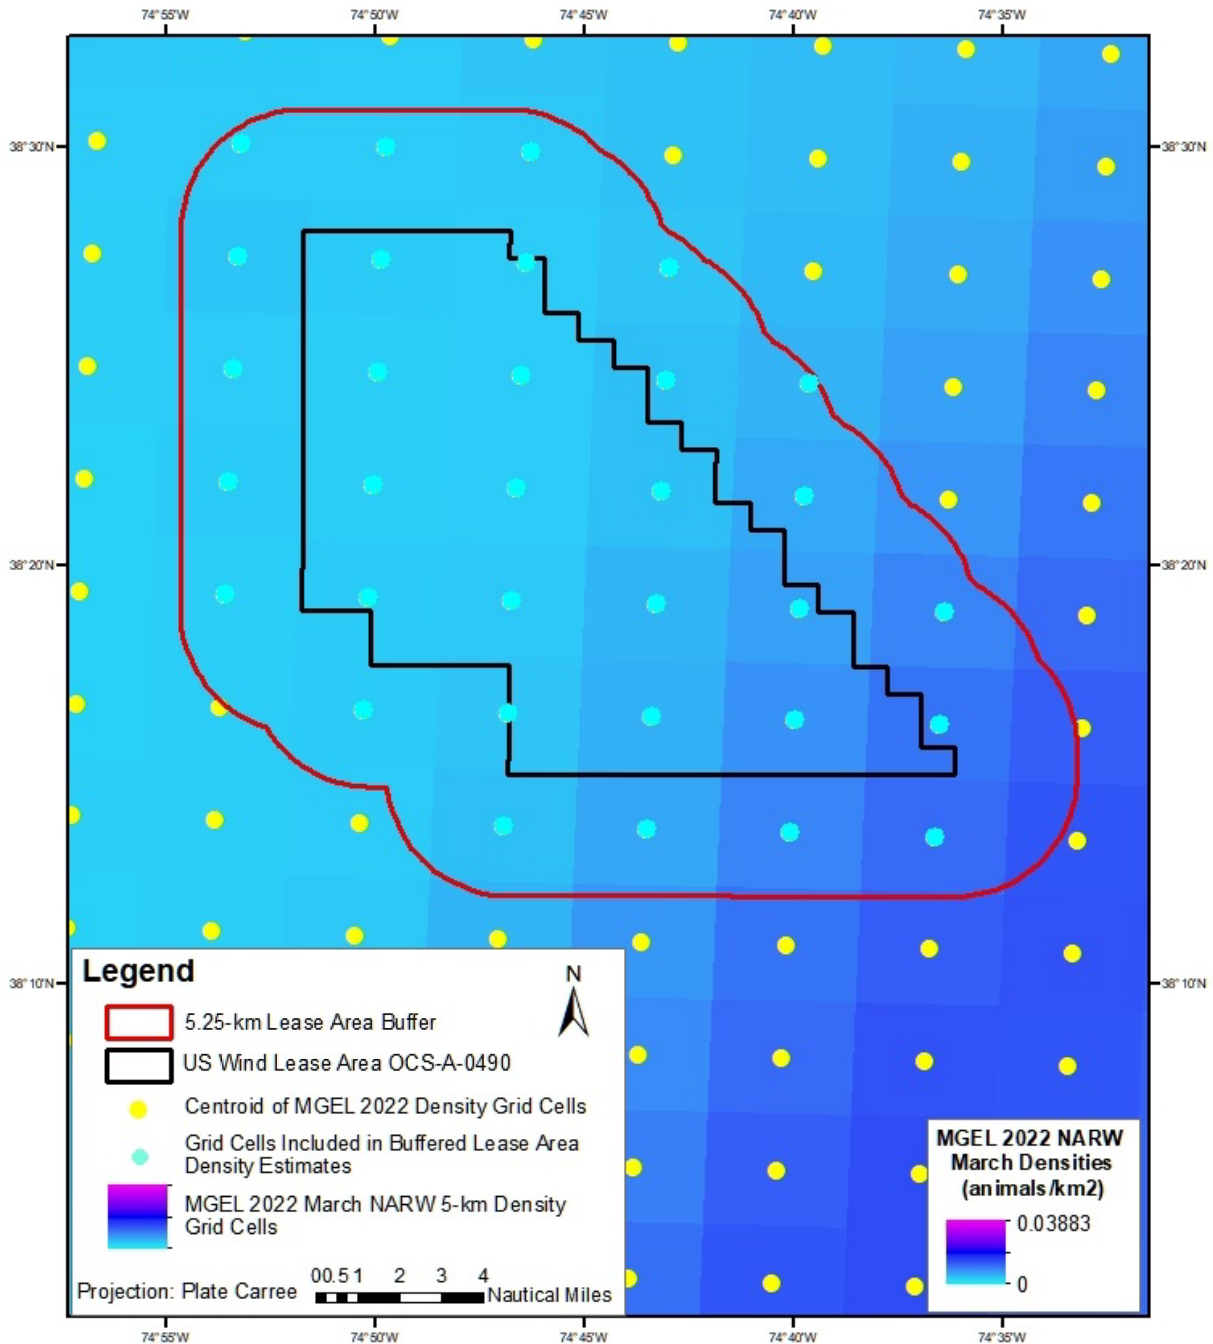 74°55'W 74°50'W 74°45'W 74°40'W 74°35'W
38°30'N 38°30'N
38°20'N 38°20'N
38°10'N 38°10'N
Legend
N
5.25-km Lease Area Buffer
US Wind Lease Area OCS-A-0490
Centroid of MGEL 2022 Density Grid Cells
Grid Cells Included in Buffered Lease Area
Density Estimates
MGEL 2022 March NARW 5-km Density
Grid Cells
Projection: Plate Carree
00.5 1 2 3 4
Nautical Miles
MGEL 2022 NARW
March Densities
(animals/km2)
0.03883
0
74°55'W 74°50'W 74°45'W 74°40'W 74°35'W